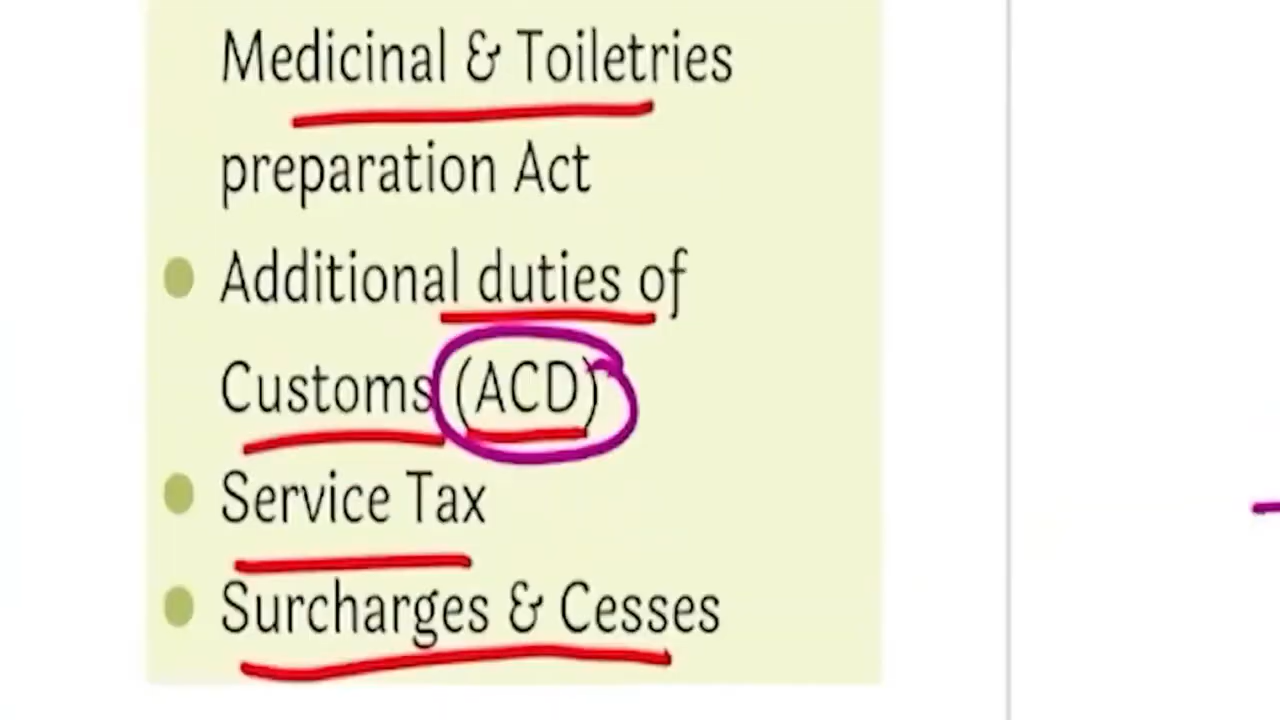 Medicinal & Toiletries
preparation Act
Additional duties of
Customs (ACD)
Service Tax
Surcharges & Cesses